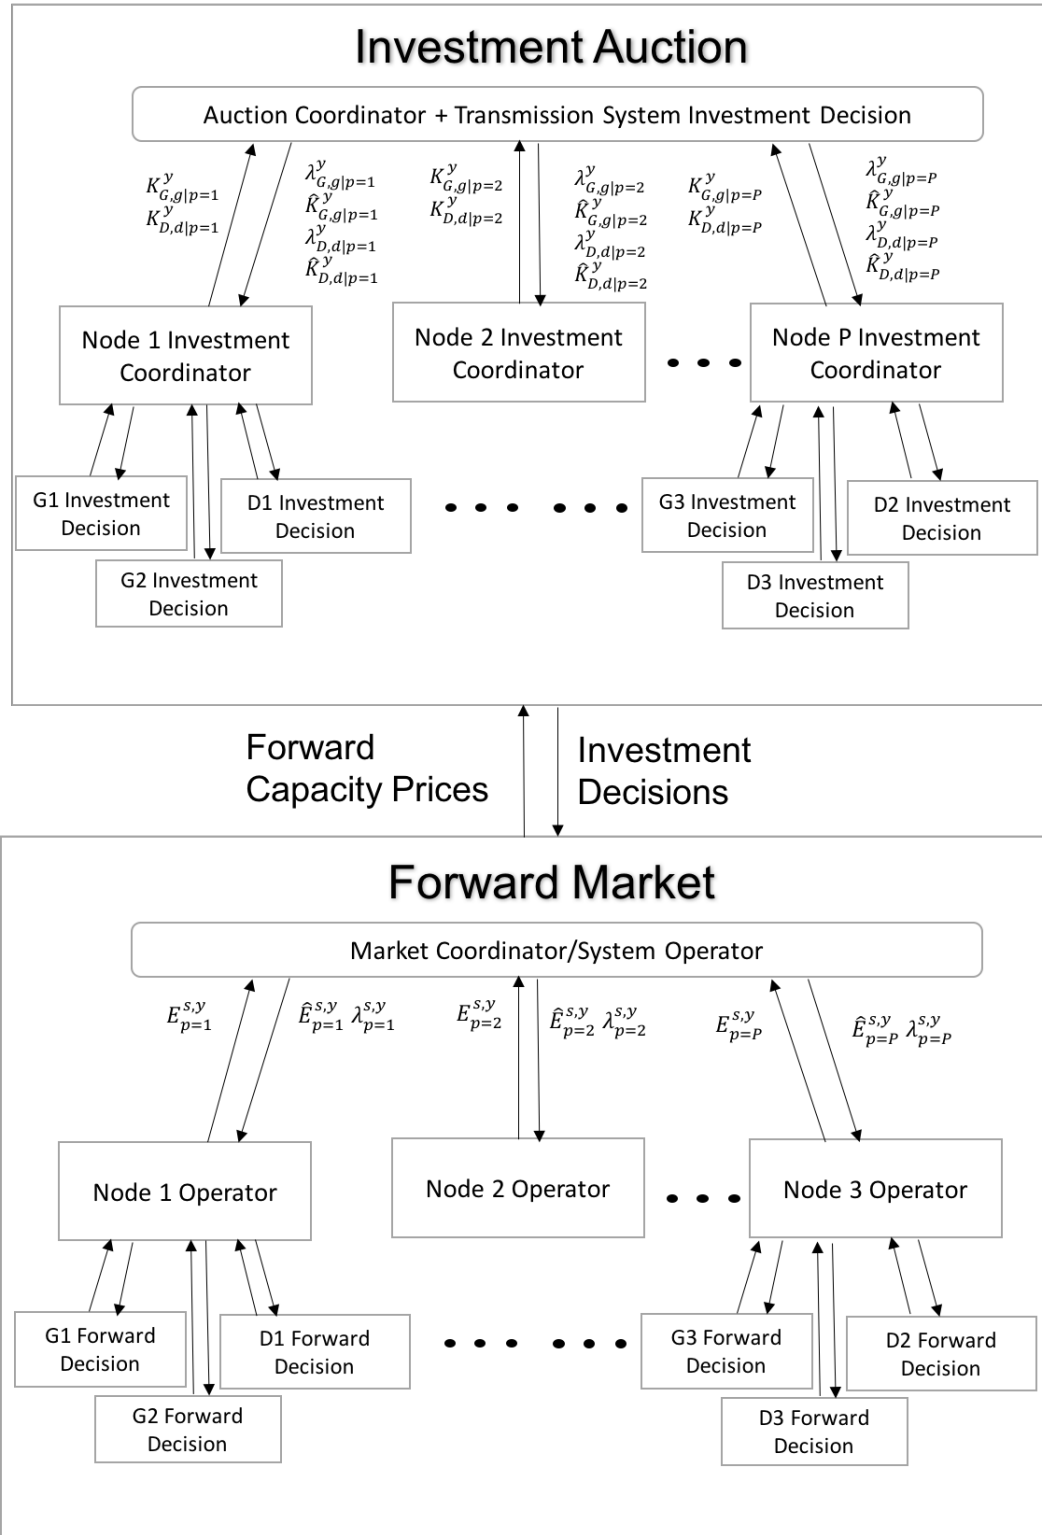 Investment Auction
Auction Coordinator + Transmission System Investment Decision
K^y_{G,g|p=1}
K^y_{D,d|p=1}
λ^y_{G,g|p=1}
K̂^y_{G,g|p=1}
λ^y_{D,d|p=1}
K̂^y_{D,d|p=1}
K^y_{G,g|p=2}
K^y_{D,d|p=2}
λ^y_{G,g|p=2}
K̂^y_{G,g|p=2}
λ^y_{D,d|p=2}
K̂^y_{D,d|p=2}
K^y_{G,g|p=P}
K^y_{D,d|p=P}
λ^y_{G,g|p=P}
K̂^y_{G,g|p=P}
λ^y_{D,d|p=P}
K̂^y_{D,d|p=P}
Node 1 Investment
Coordinator
Node 2 Investment
Coordinator
Node P Investment
Coordinator
G1 Investment
Decision
D1 Investment
Decision
G2 Investment
Decision
G3 Investment
Decision
D2 Investment
Decision
D3 Investment
Decision
Forward
Capacity Prices
Investment
Decisions
Forward Market
Market Coordinator/System Operator
E^{s,y}_{p=1}
Ê^{s,y}_{p=1} λ^{s,y}_{p=1}
E^{s,y}_{p=2}
Ê^{s,y}_{p=2} λ^{s,y}_{p=2}
E^{s,y}_{p=P}
Ê^{s,y}_{p=P} λ^{s,y}_{p=P}
Node 1 Operator
Node 2 Operator
Node 3 Operator
G1 Forward
Decision
D1 Forward
Decision
G2 Forward
Decision
G3 Forward
Decision
D2 Forward
Decision
D3 Forward
Decision